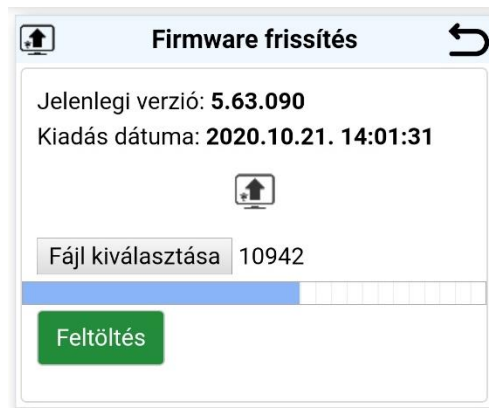 Firmware frissítés
Jelenlegi verzió: 5.63.090
Kiadás dátuma: 2020.10.21. 14:01:31
Fájl kiválasztása 10942
Feltöltés